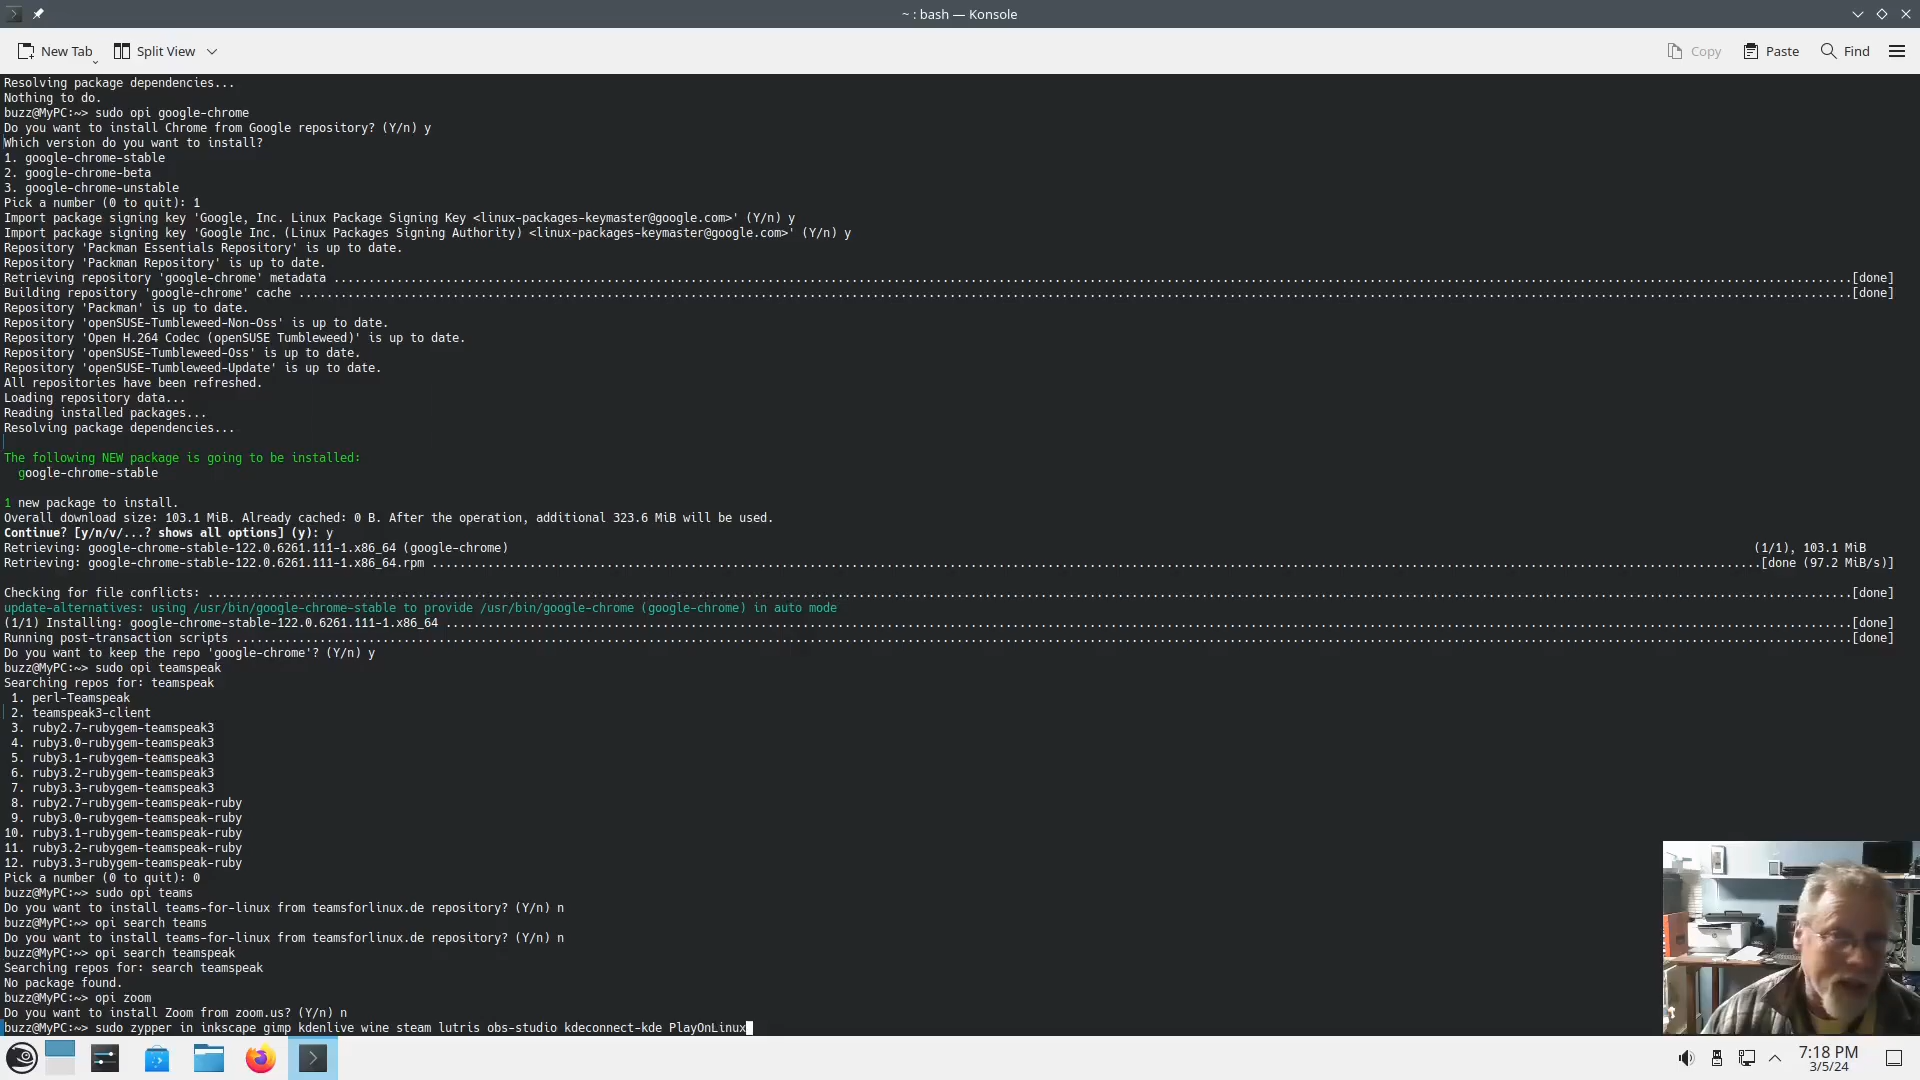 ~ : bash — Konsole
New Tab
Split View
Copy
Paste
Find
Resolving package dependencies...
Nothing to do.
buzz@MyPC:~> sudo opi google-chrome
Do you want to install Chrome from Google repository? (Y/n) y
Which version do you want to install?
1. google-chrome-stable
2. google-chrome-beta
3. google-chrome-unstable
Pick a number (0 to quit): 1
Import package signing key 'Google, Inc. Linux Package Signing Key <linux-packages-keymaster@google.com>' (Y/n) y
Import package signing key 'Google Inc. (Linux Packages Signing Authority) <linux-packages-keymaster@google.com>' (Y/n) y
Repository 'Packman Essentials Repository' is up to date.
Repository 'Packman Repository' is up to date.
Retrieving repository 'google-chrome' metadata ....................[done]
Building repository 'google-chrome' cache ....................[done]
Repository 'Packman' is up to date.
Repository 'openSUSE-Tumbleweed-Non-Oss' is up to date.
Repository 'Open H.264 Codec (openSUSE Tumbleweed)' is up to date.
Repository 'openSUSE-Tumbleweed-Oss' is up to date.
Repository 'openSUSE-Tumbleweed-Update' is up to date.
All repositories have been refreshed.
Loading repository data...
Reading installed packages...
Resolving package dependencies...
The following NEW package is going to be installed:
google-chrome-stable
1 new package to install.
Overall download size: 103.1 MiB. Already cached: 0 B. After the operation, additional 323.6 MiB will be used.
Continue? [y/n/v/...? shows all options] (y): y
Retrieving: google-chrome-stable-122.0.6261.111-1.x86_64 (google-chrome) (1/1), 103.1 MiB
Retrieving: google-chrome-stable-122.0.6261.111-1.x86_64.rpm ....................[done (97.2 MiB/s)]
Checking for file conflicts: ....................[done]
update-alternatives: using /usr/bin/google-chrome-stable to provide /usr/bin/google-chrome (google-chrome) in auto mode
(1/1) Installing: google-chrome-stable-122.0.6261.111-1.x86_64 ....................[done]
Running post-transaction scripts ....................[done]
Do you want to keep the repo 'google-chrome'? (Y/n) y
buzz@MyPC:~> sudo opi teamspeak
Searching repos for: teamspeak
1. perl-Teamspeak
2. teamspeak3-client
3. ruby2.7-rubygem-teamspeak3
4. ruby3.0-rubygem-teamspeak3
5. ruby3.1-rubygem-teamspeak3
6. ruby3.2-rubygem-teamspeak3
7. ruby3.3-rubygem-teamspeak3
8. ruby2.7-rubygem-teamspeak-ruby
9. ruby3.0-rubygem-teamspeak-ruby
10. ruby3.1-rubygem-teamspeak-ruby
11. ruby3.2-rubygem-teamspeak-ruby
12. ruby3.3-rubygem-teamspeak-ruby
Pick a number (0 to quit): 0
buzz@MyPC:~> sudo opi teams
Do you want to install teams-for-linux from teamsforlinux.de repository? (Y/n) n
buzz@MyPC:~> opi search teams
Do you want to install teams-for-linux from teamsforlinux.de repository? (Y/n) n
buzz@MyPC:~> opi search teamspeak
Searching repos for: search teamspeak
No package found.
buzz@MyPC:~> opi zoom
Do you want to install Zoom from zoom.us? (Y/n) n
buzz@MyPC:~> sudo zypper in inkscape gimp kdenlive wine steam lutris obs-studio kdeconnect-kde PlayOnLinux
7:18 PM
3/5/24